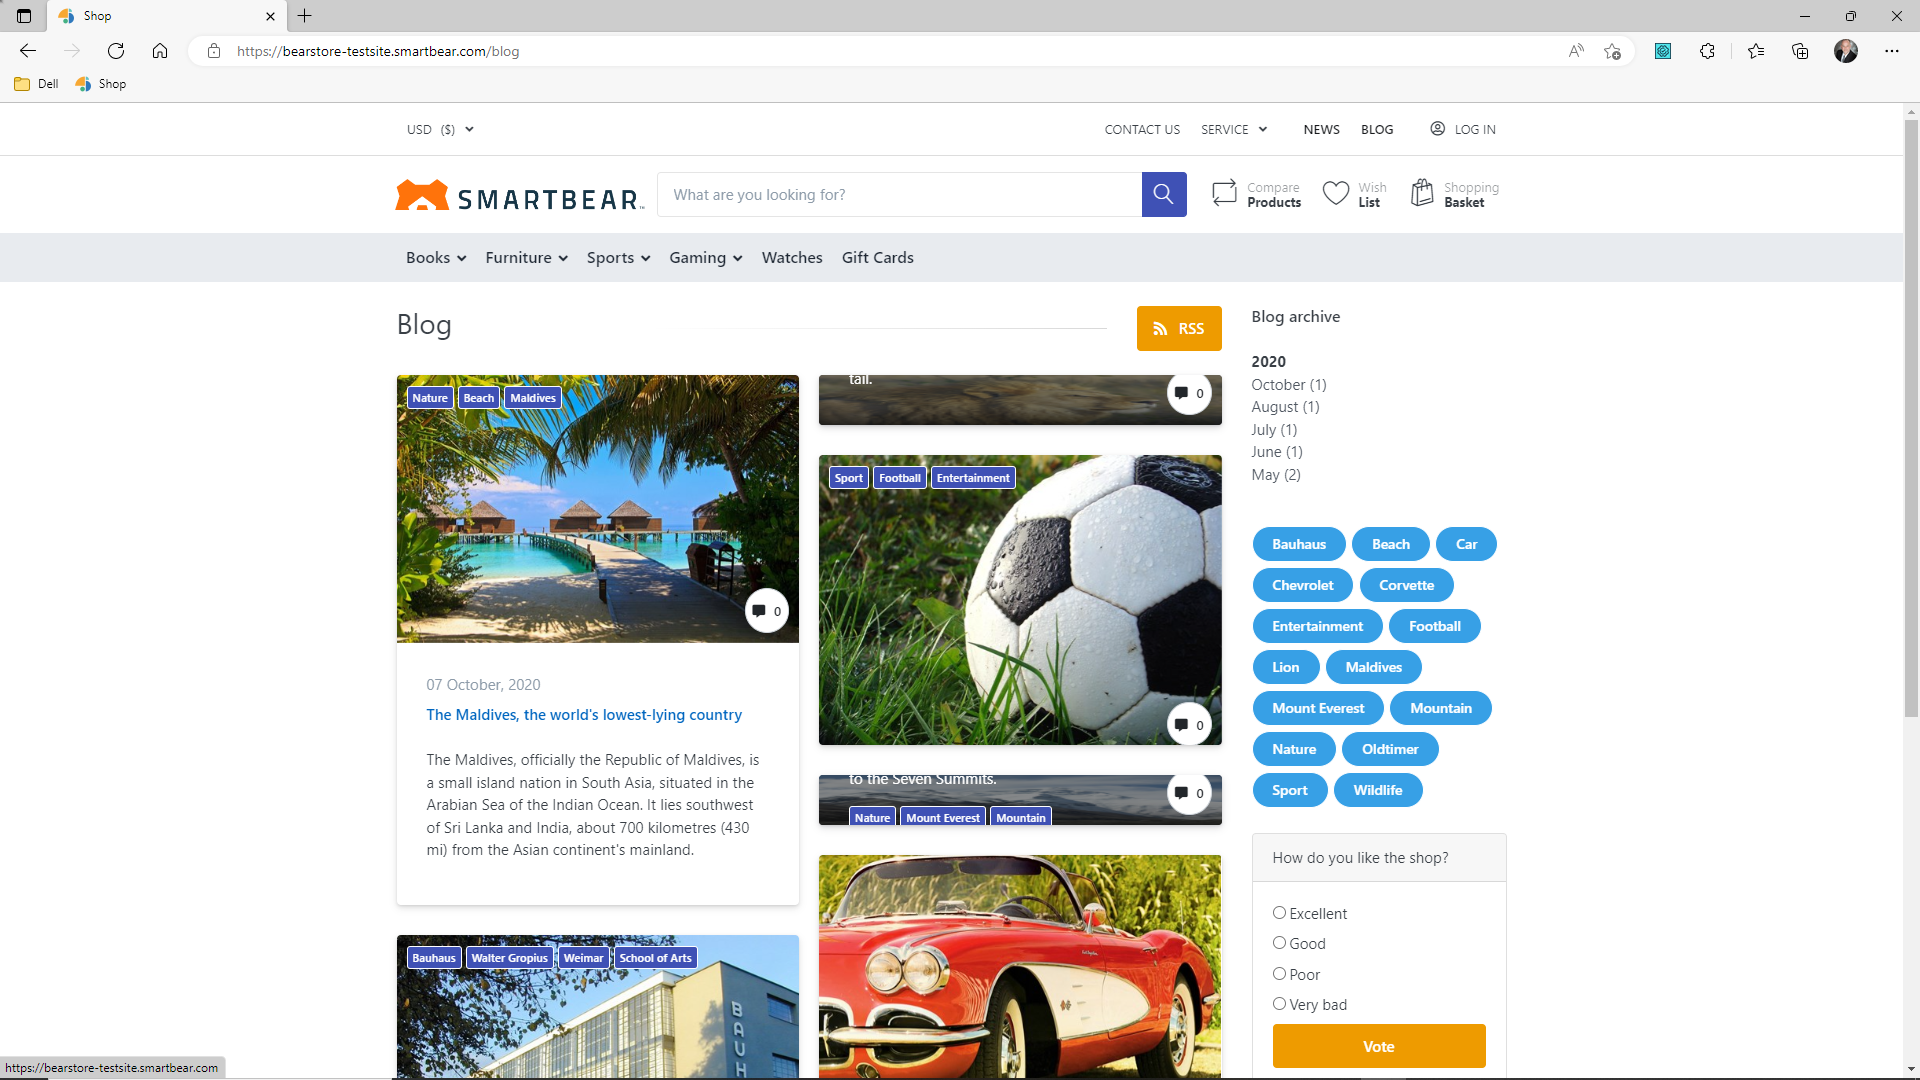 Shop
https://bearstore-testsite.smartbear.com/blog
Dell
Shop
USD ($)
CONTACT US
SERVICE
NEWS
BLOG
LOG IN
SMARTBEAR
What are you looking for?
Compare
Products
Wish
List
Shopping
Basket
Books
Furniture
Sports
Gaming
Watches
Gift Cards
Blog
RSS
Nature
Beach
Maldives
0
07 October, 2020
The Maldives, the world's lowest-lying country
The Maldives, officially the Republic of Maldives, is
a small island nation in South Asia, situated in the
Arabian Sea of the Indian Ocean. It lies southwest
of Sri Lanka and India, about 700 kilometres (430
mi) from the Asian continent's mainland.
Bauhaus
Walter Gropius
Weimar
School of Arts
BAUH
tail.
0
Sport
Football
Entertainment
0
to the Seven Summits.
0
Nature
Mount Everest
Mountain
Blog archive
2020
October (1)
August (1)
July (1)
June (1)
May (2)
Bauhaus
Beach
Car
Chevrolet
Corvette
Entertainment
Football
Lion
Maldives
Mount Everest
Mountain
Nature
Oldtimer
Sport
Wildlife
How do you like the shop?
Excellent
Good
Poor
Very bad
Vote
https://bearstore-testsite.smartbear.com